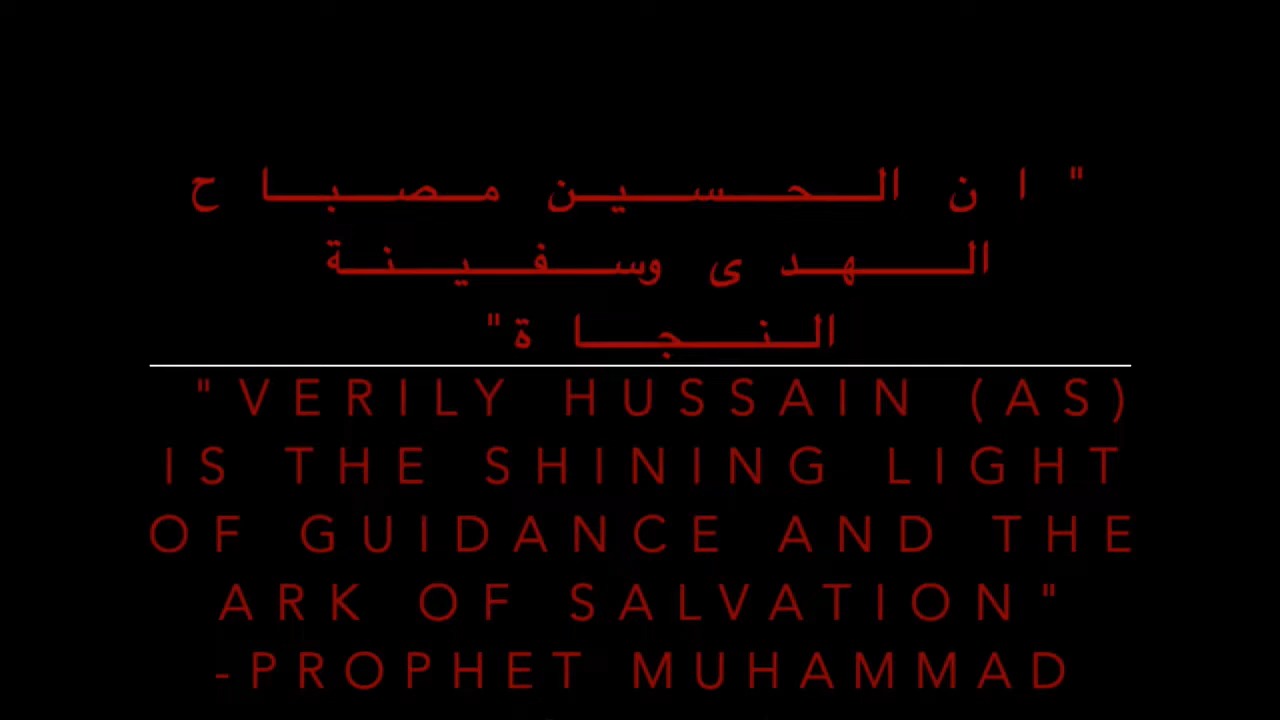 "ان الحسين مصباح
الهدى وسفينة
النجاة"
"VERILY HUSSAIN (AS)
IS THE SHINING LIGHT
OF GUIDANCE AND THE
ARK OF SALVATION"
-PROPHET MUHAMMAD